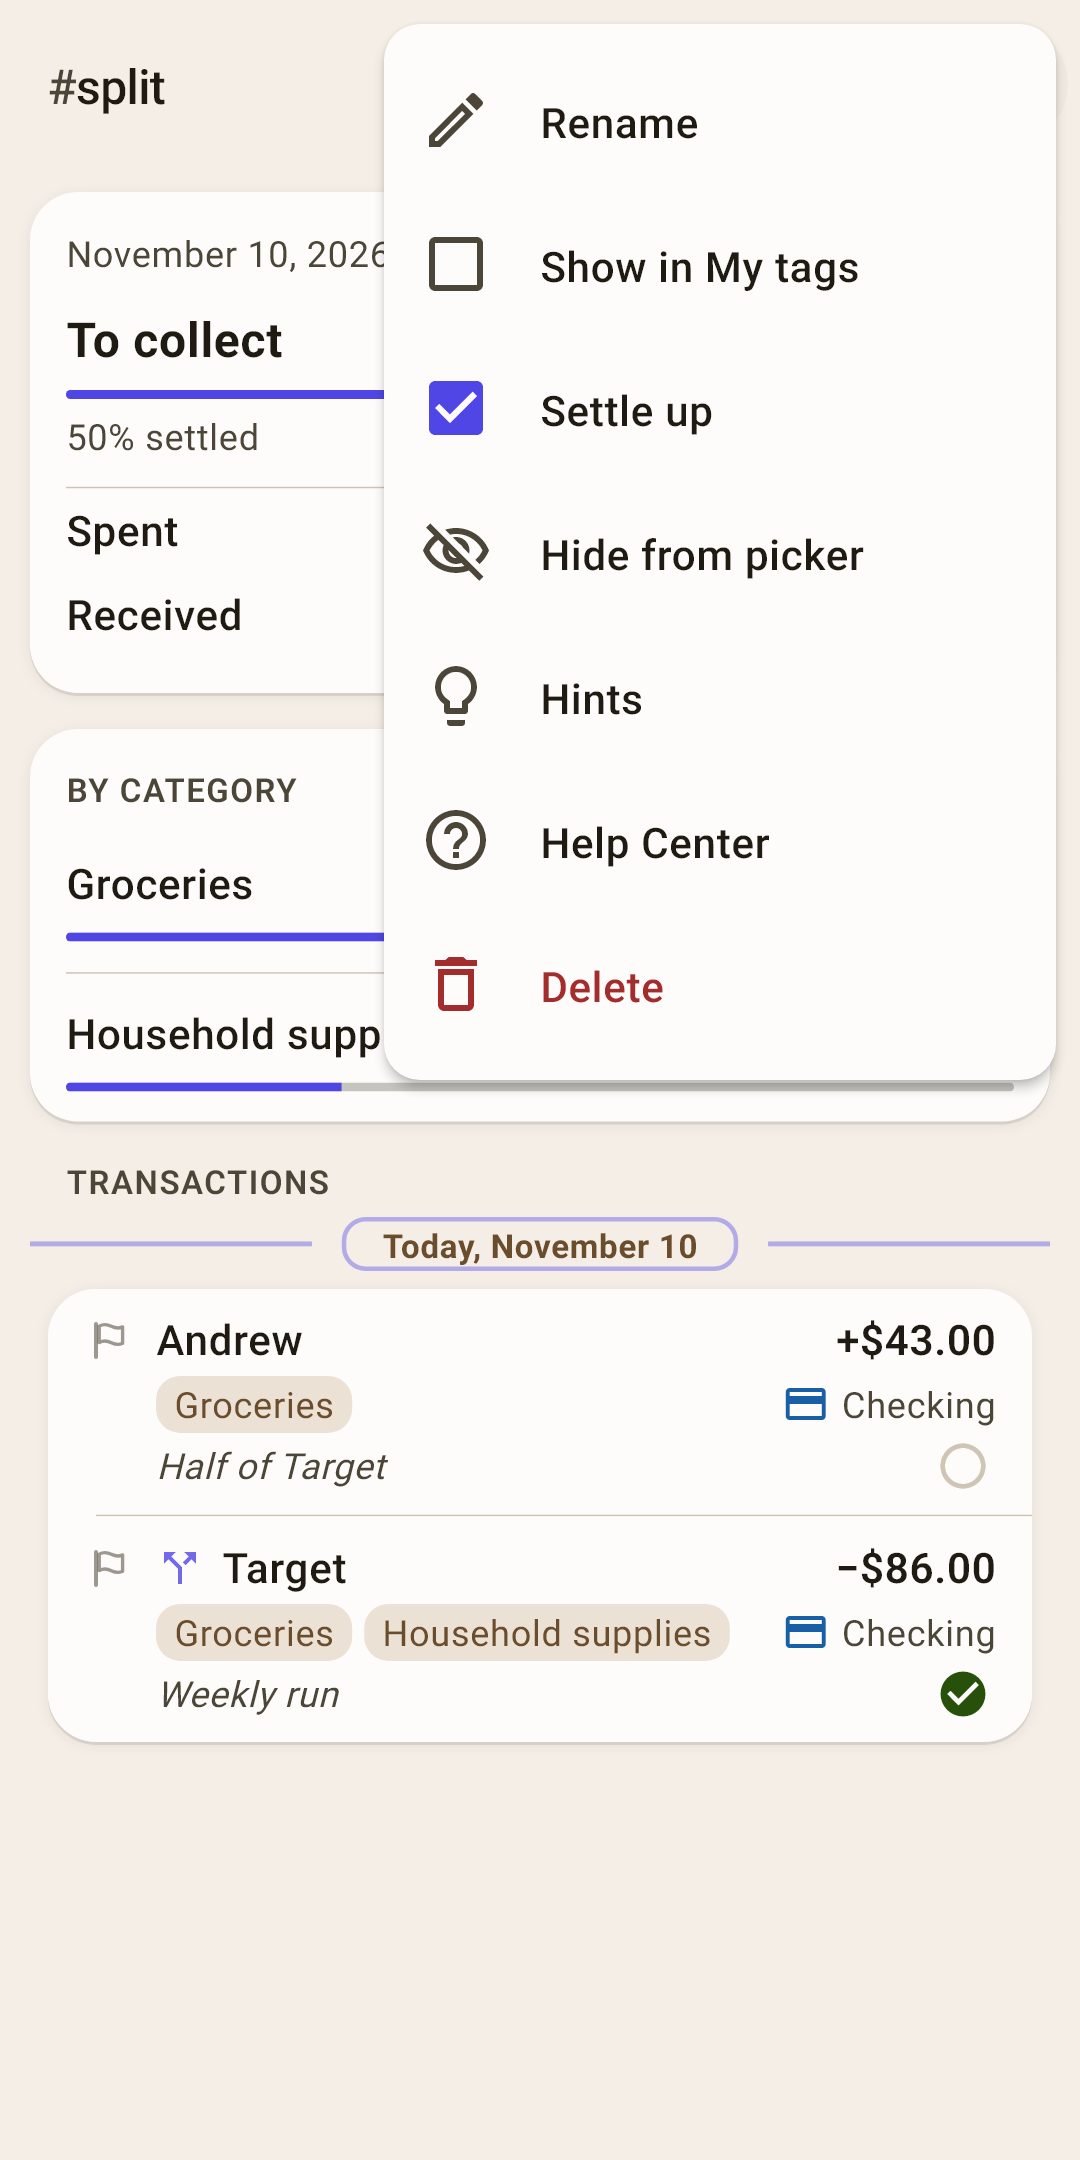 #split
Rename
Show in My tags
Settle up
Hide from picker
Hints
Help Center
Delete
November 10, 2026
To collect
50% settled
Spent
Received
BY CATEGORY
Groceries
Household supp
TRANSACTIONS
Today, November 10
Andrew +$43.00
Groceries Checking
Half of Target
Target −$86.00
Groceries Household supplies Checking
Weekly run